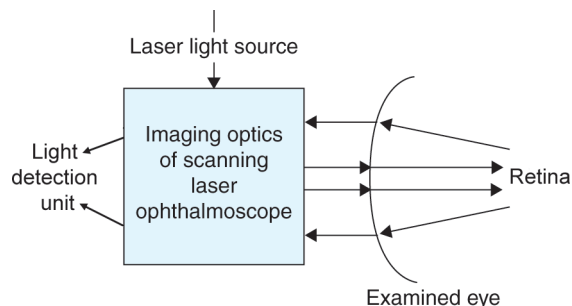 Laser light source
Imaging optics
of scanning
laser
ophthalmoscope
Light
detection
unit
Retina
Examined eye